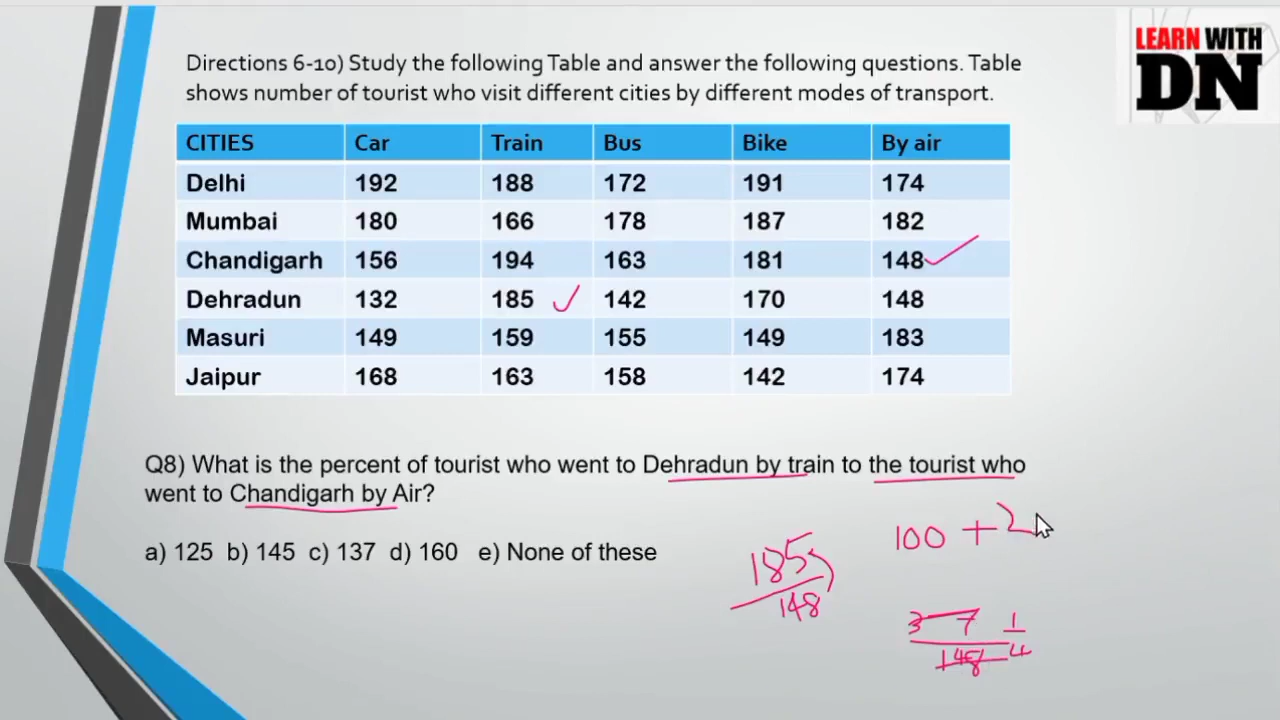 LEARN WITH
DN
Directions 6-10) Study the following Table and answer the following questions. Table
shows number of tourist who visit different cities by different modes of transport.
CITIES Car Train Bus Bike By air
Delhi 192 188 172 191 174
Mumbai 180 166 178 187 182
Chandigarh 156 194 163 181 148
Dehradun 132 185 142 170 148
Masuri 149 159 155 149 183
Jaipur 168 163 158 142 174
Q8) What is the percent of tourist who went to Dehradun by train to the tourist who
went to Chandigarh by Air?
a) 125 b) 145 c) 137 d) 160 e) None of these
100 + 2
185
148
37 1
148 4